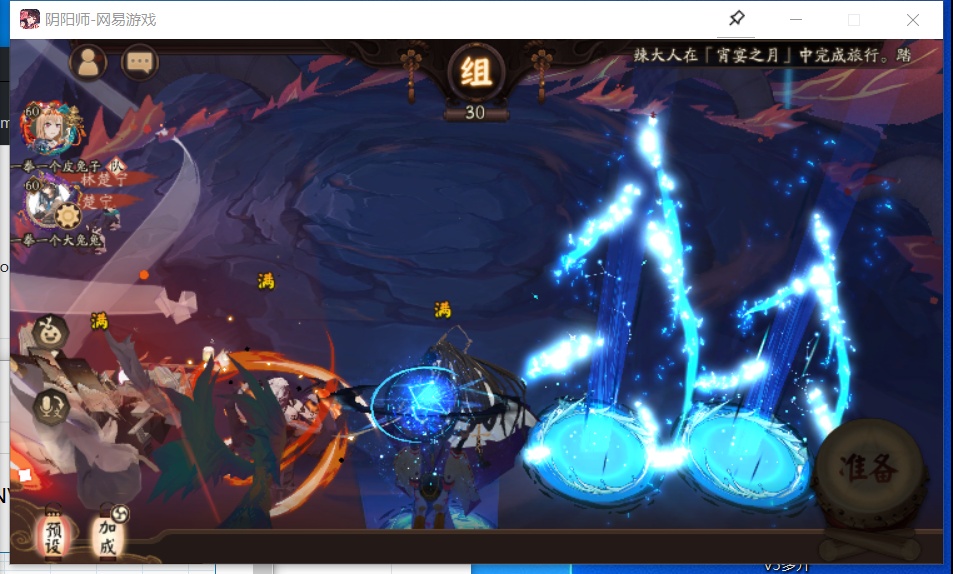 阴阳师-网易游戏
组
30
辣大人在「宵宴之月」中完成旅行。踏
60
一拳一个皮兔子 队
林楚宁
60
楚宁
一拳一个大兔兔
满
满
满
准备
预设
加成